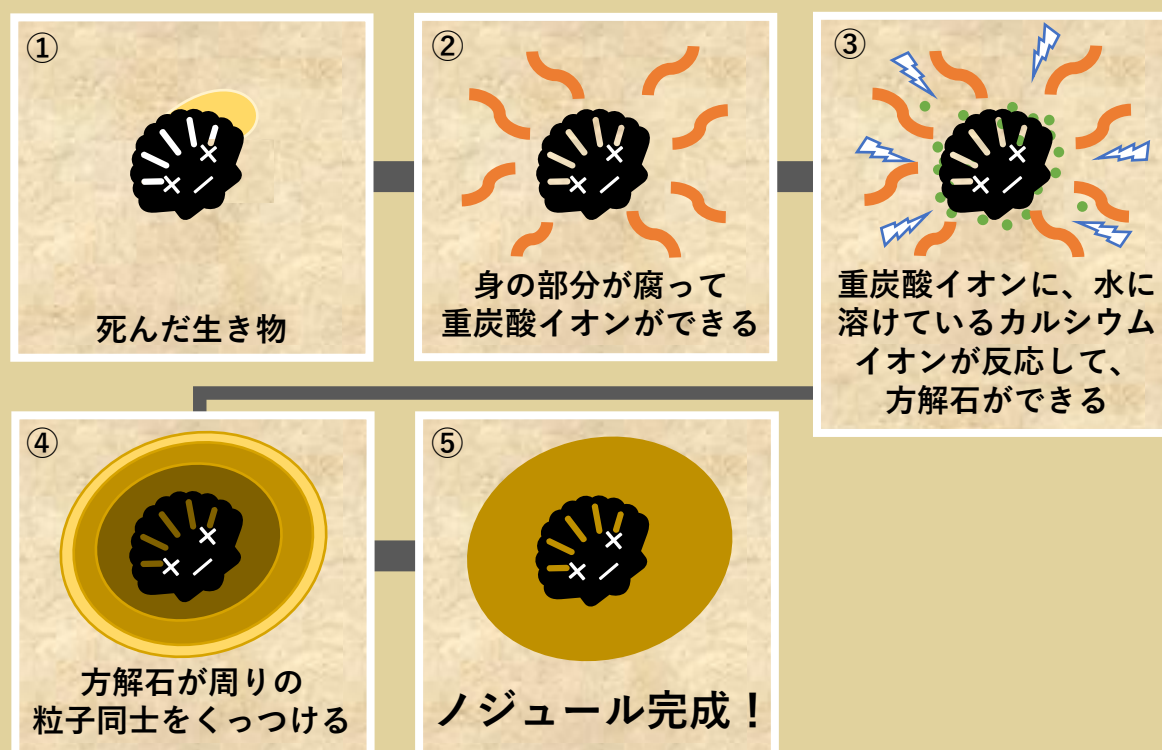 ①
死んだ生き物
②
身の部分が腐って
重炭酸イオンができる
③
重炭酸イオンに、水に
溶けているカルシウム
イオンが反応して、
方解石ができる
④
方解石が周りの
粒子同士をくっつける
⑤
ノジュール完成！